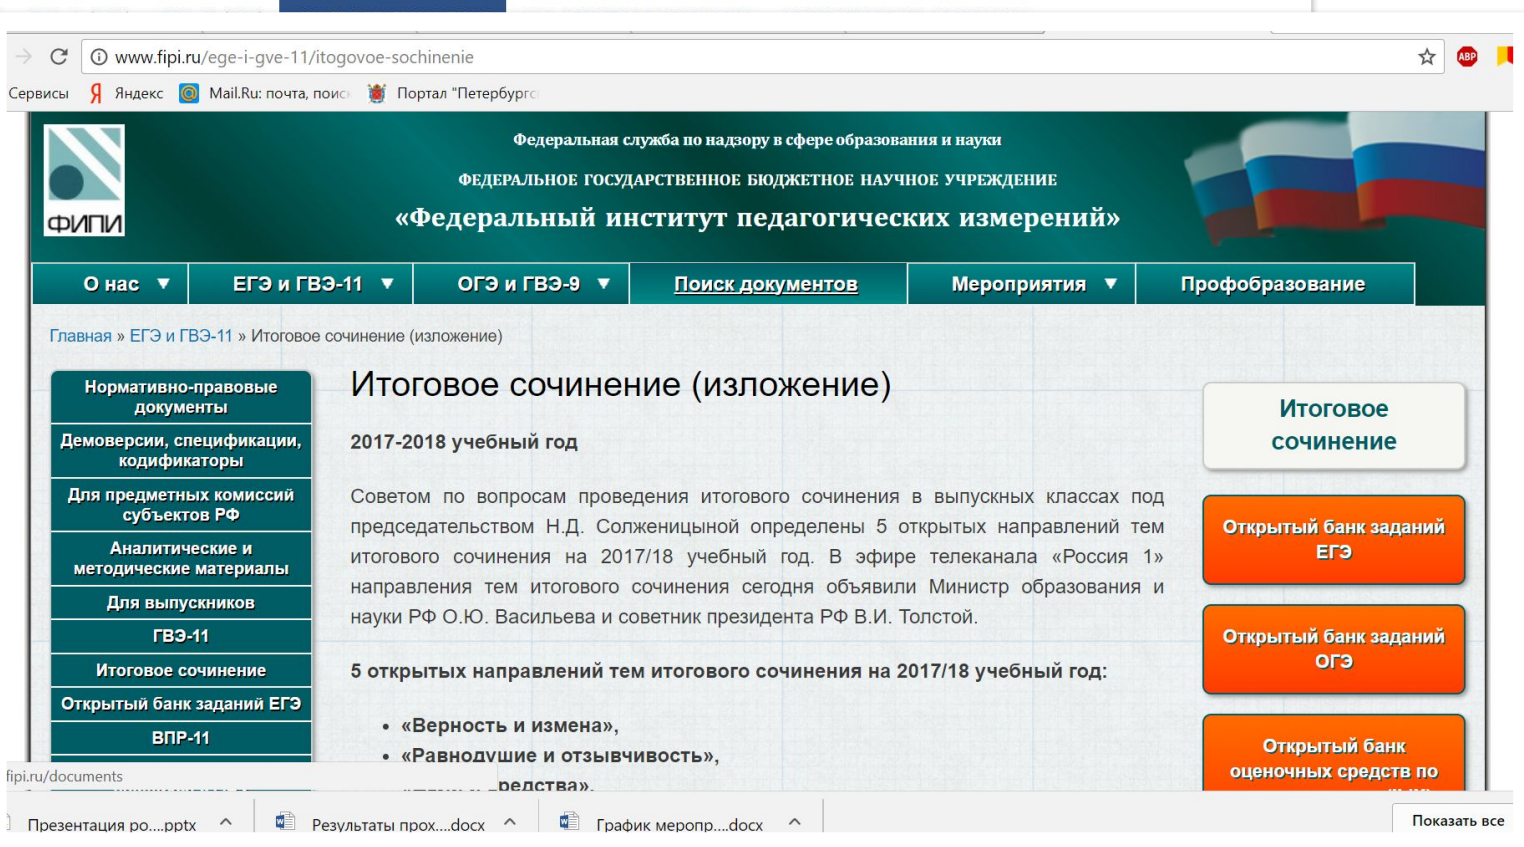 www.fipi.ru/ege-i-gve-11/itogovoe-sochinenie
ABP
Сервисы Я Яндекс @ Mail.Ru: почта, поис Портал "Петербургс
Федеральная служба по надзору в сфере образования и науки
ФЕДЕРАЛЬНОЕ ГОСУДАРСТВЕННОЕ БЮДЖЕТНОЕ НАУЧНОЕ УЧРЕЖДЕНИЕ
«Федеральный институт педагогических измерений»
ФИПИ
О нас ▼ ЕГЭ и ГВЭ-11 ▼ ОГЭ и ГВЭ-9 ▼ Поиск документов Мероприятия ▼ Профобразование
Главная » ЕГЭ и ГВЭ-11 » Итоговое сочинение (изложение)
Нормативно-правовые
документы
Демоверсии, спецификации,
кодификаторы
Для предметных комиссий
субъектов РФ
Аналитические и
методические материалы
Для выпускников
ГВЭ-11
Итоговое сочинение
Открытый банк заданий ЕГЭ
ВПР-11
Итоговое сочинение (изложение)
2017-2018 учебный год
Советом по вопросам проведения итогового сочинения в выпускных классах под
председательством Н.Д. Солженицыной определены 5 открытых направлений тем
итогового сочинения на 2017/18 учебный год. В эфире телеканала «Россия 1»
направления тем итогового сочинения сегодня объявили Министр образования и
науки РФ О.Ю. Васильева и советник президента РФ В.И. Толстой.
5 открытых направлений тем итогового сочинения на 2017/18 учебный год:
• «Верность и измена»,
• «Равнодушие и отзывчивость»,
редства»,
Итоговое
сочинение
Открытый банк заданий
ЕГЭ
Открытый банк заданий
ОГЭ
Открытый банк
оценочных средств по
fipi.ru/documents
Презентация ро....pptx Результаты прох....docx График меропр....docx Показать все